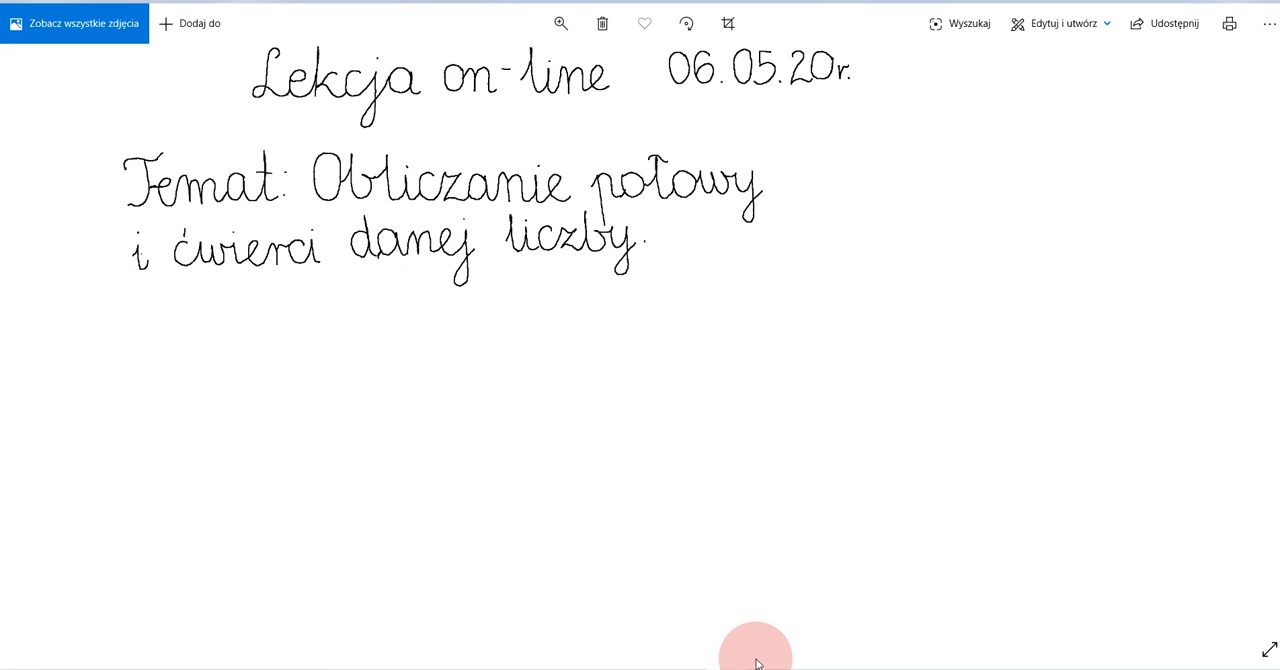 Zobacz wszystkie zdjęcia Dodaj do Wyszukaj Edytuj i utwórz Udostępnij
Lekcja on-line 06.05.20r.
Temat: Obliczanie połowy
i ćwierci danej liczby.